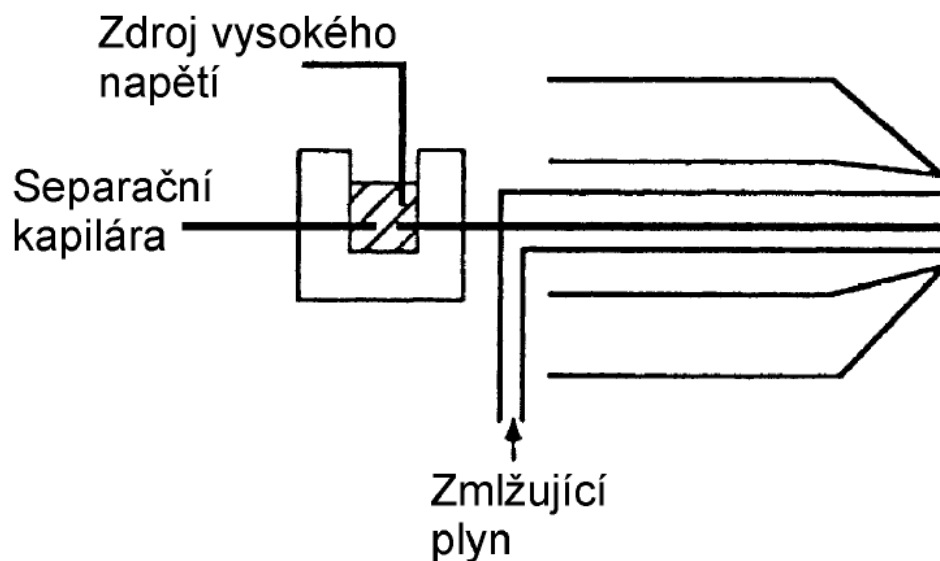 Zdroj vysokého
napětí
Separační
kapilára
Zmlžující
plyn